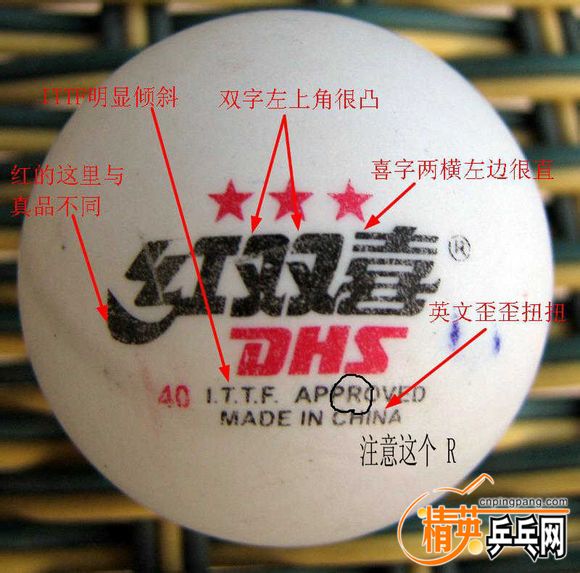 ITTF明显倾斜
双字左上角很凸
喜字两横左边很直
红的这里与
真品不同
红双喜®
DHS
英文歪歪扭扭
40 I.T.T.F. APPROVED
MADE IN CHINA
注意这个 R
cnpingpang.com
精英乒乓网